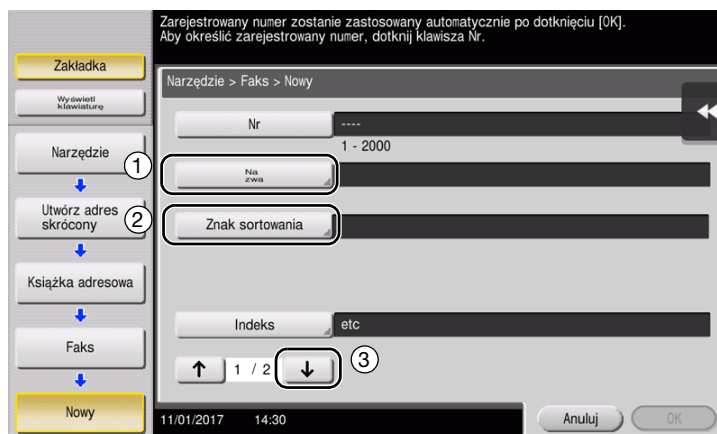 Zarejestrowany numer zostanie zastosowany automatycznie po dotknięciu [OK].
Aby określić zarejestrowany numer, dotknij klawisza Nr.
Zakładka
Wyświetl
klawiaturę
Narzędzie
Utwórz adres
skrócony
Książka adresowa
Faks
Nowy
Narzędzie > Faks > Nowy
Nr
----
1 - 2000
1
Na
zwa
2
Znak sortowania
Indeks
etc
↑ 1 / 2 ↓
3
11/01/2017 14:30
Anuluj
OK